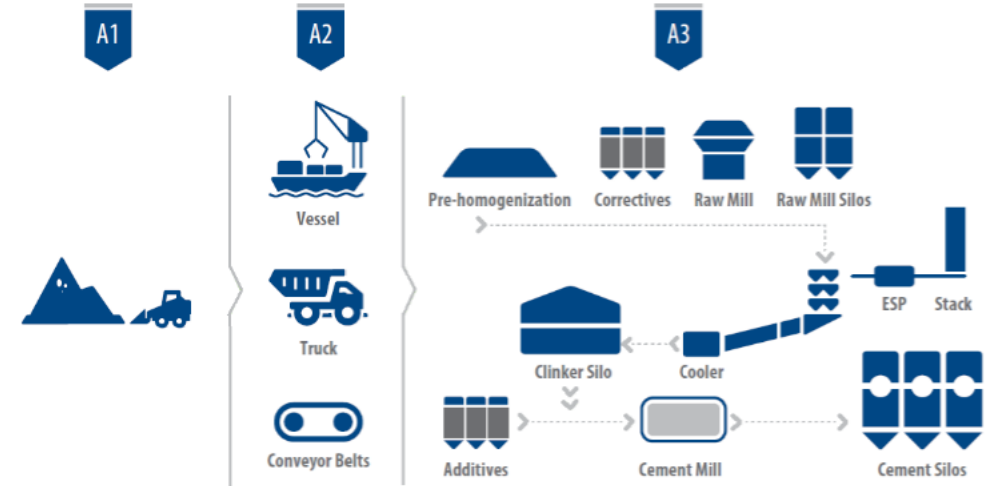 A1
A2
A3
Vessel
Truck
Conveyor Belts
Pre-homogenization
Correctives
Raw Mill
Raw Mill Silos
ESP
Stack
Clinker Silo
Cooler
Additives
Cement Mill
Cement Silos